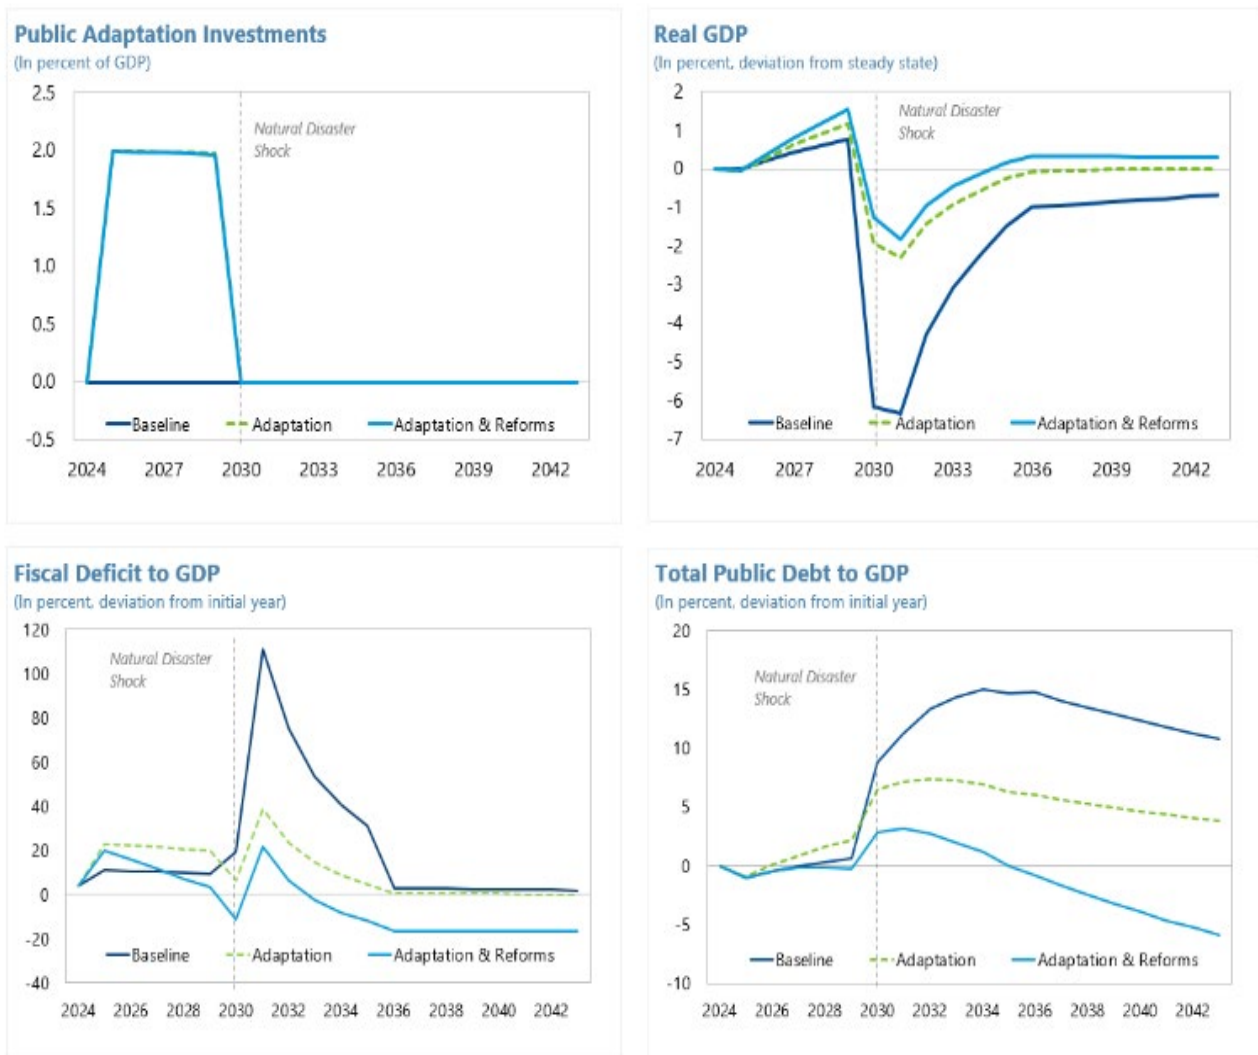 Public Adaptation Investments
(In percent of GDP)
2.5
2.0
1.5
1.0
0.5
0.0
-0.5
Natural Disaster
Shock
Baseline Adaptation Adaptation & Reforms
2024 2027 2030 2033 2036 2039 2042
Real GDP
(In percent, deviation from steady state)
2
1
0
-1
-2
-3
-4
-5
-6
-7
Natural Disaster
Shock
Baseline Adaptation Adaptation & Reforms
2024 2027 2030 2033 2036 2039 2042
Fiscal Deficit to GDP
(In percent, deviation from initial year)
120
100
80
60
40
20
0
-20
-40
Natural Disaster
Shock
Baseline Adaptation Adaptation & Reforms
2024 2026 2028 2030 2032 2034 2036 2038 2040 2042
Total Public Debt to GDP
(In percent, deviation from initial year)
20
15
10
5
0
-5
-10
Natural Disaster
Shock
Baseline Adaptation Adaptation & Reforms
2024 2026 2028 2030 2032 2034 2036 2038 2040 2042